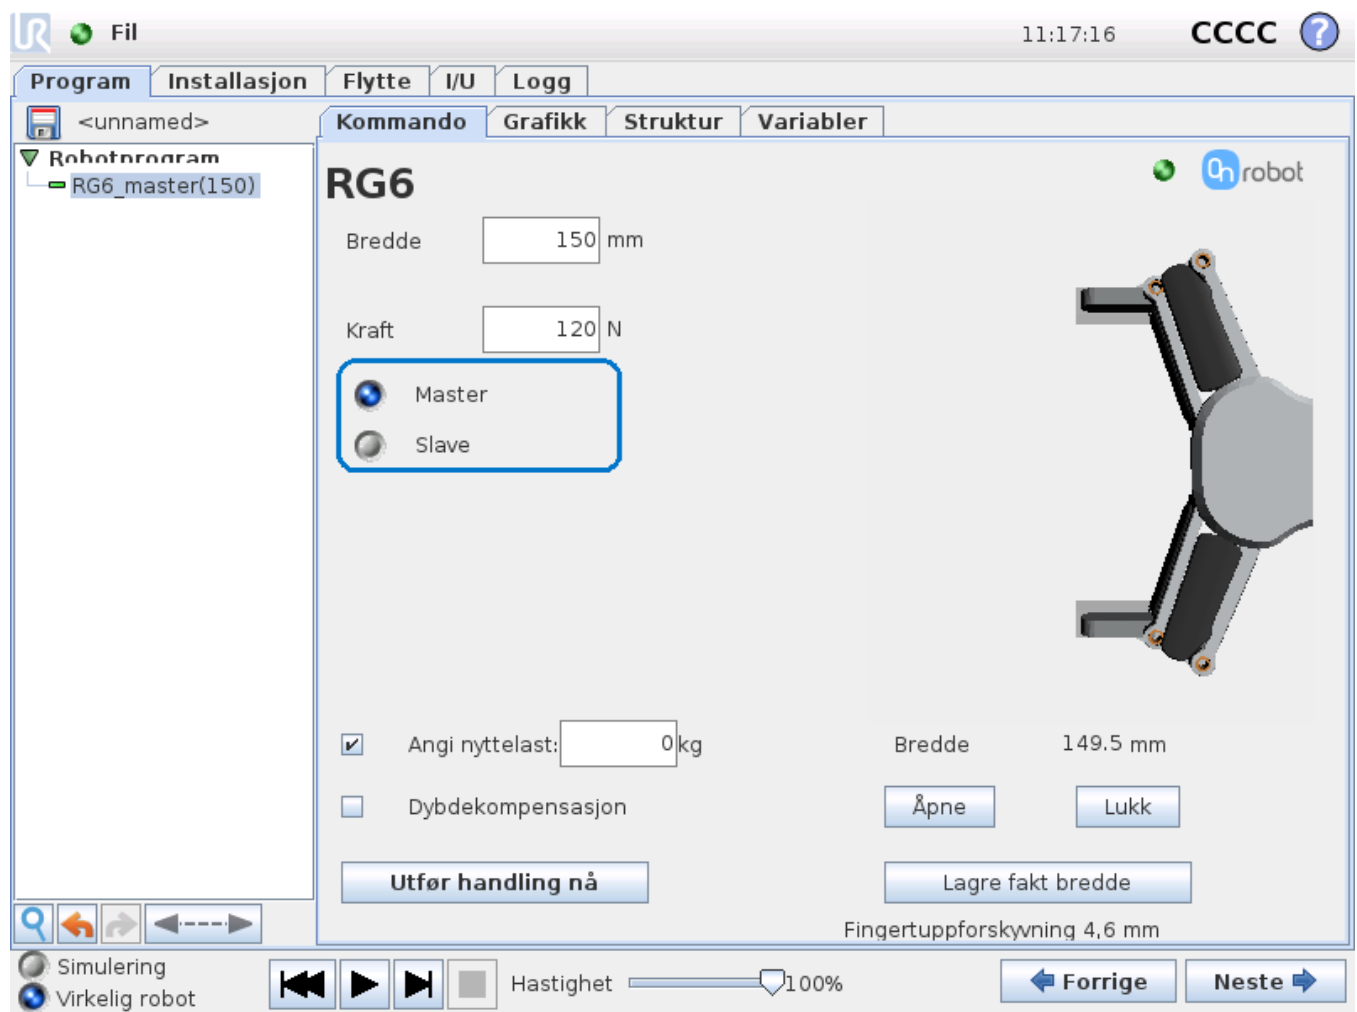 UR Fil 11:17:16 CCCC ?
Program Installasjon Flytte I/U Logg
<unnamed> Kommando Grafikk Struktur Variabler
Robotprogram
RG6_master(150)
RG6
On robot
Bredde 150 mm
Kraft 120 N
Master
Slave
Angi nyttelast: 0 kg Bredde 149.5 mm
Dybdekompensasjon Åpne Lukk
Utfør handling nå Lagre fakt bredde
Fingertuppforskyvning 4,6 mm
Simulering
Virkelig robot
Hastighet 100% Forrige Neste